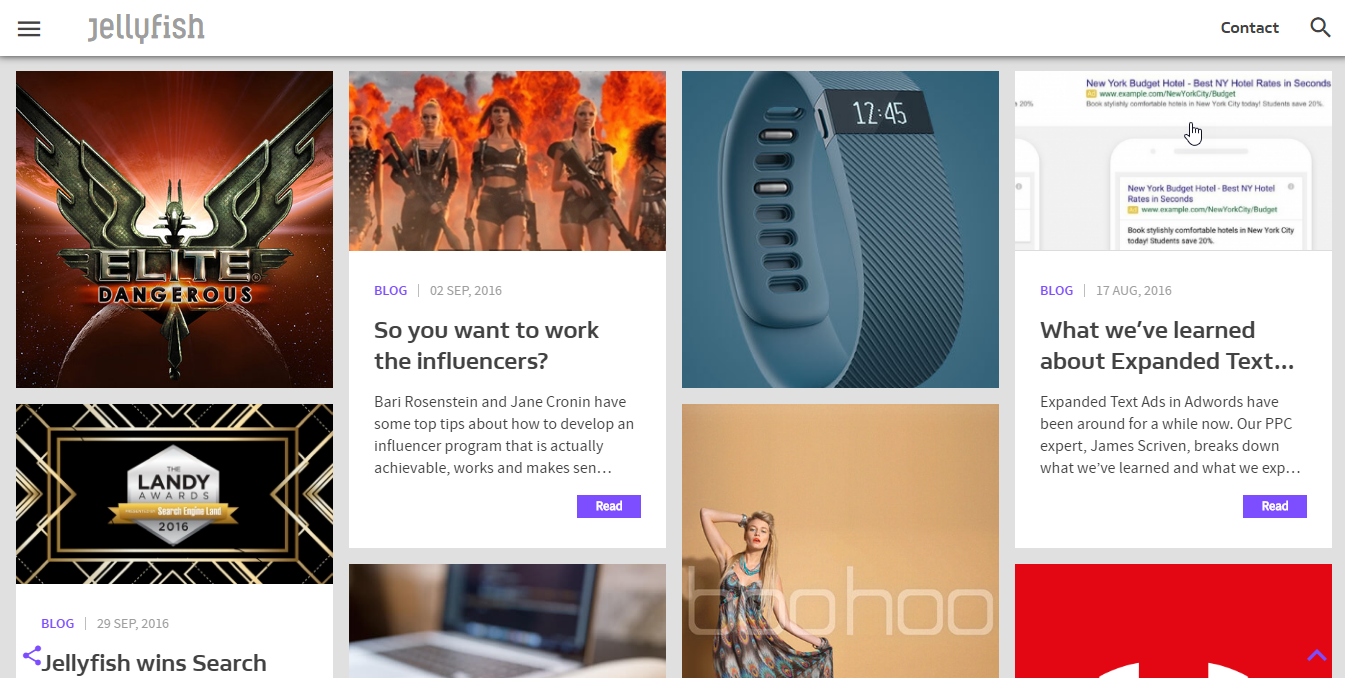 jellyfish
Contact
ELITE
DANGEROUS
THE
LANDY
AWARDS
Search Engine Land
2016
BLOG | 29 SEP, 2016
Jellyfish wins Search
BLOG | 02 SEP, 2016
So you want to work
the influencers?
Bari Rosenstein and Jane Cronin have
some top tips about how to develop an
influencer program that is actually
achievable, works and makes sen…
Read
12:45
boohoo
New York Budget Hotel - Best NY Hotel Rates in Seconds
Ad www.example.com/NewYorkCity/Budget
Book stylishly comfortable hotels in New York City today! Students save 20%.
20%
New York Budget Hotel - Best NY Hotel
Rates in Seconds
Ad www.example.com/NewYorkCity/Budget
Book stylishly comfortable hotels in New York City
today! Students save 20%.
BLOG | 17 AUG, 2016
What we’ve learned
about Expanded Text...
Expanded Text Ads in Adwords have
been around for a while now. Our PPC
expert, James Scriven, breaks down
what we’ve learned and what we exp…
Read